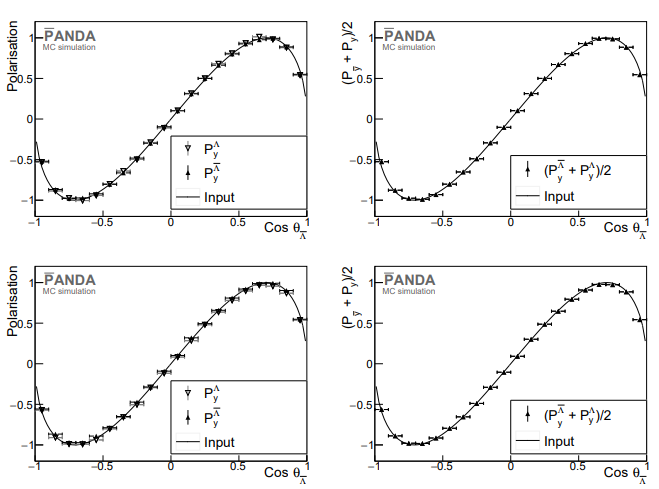 Polarisation
P̅ANDA
MC simulation
1
0.5
0
−0.5
−1
P_y^Λ
P_y^Λ̅
Input
−1 −0.5 0 0.5 1
Cos θ_Λ̅
(P_y̅ + P_y)/2
P̅ANDA
MC simulation
1
0.5
0
−0.5
−1
(P_y^Λ̅ + P_y^Λ)/2
Input
−1 −0.5 0 0.5 1
Cos θ_Λ̅
Polarisation
P̅ANDA
MC simulation
1
0.5
0
−0.5
−1
P_y^Λ
P_y^Λ̅
Input
−1 −0.5 0 0.5 1
Cos θ_Λ̅
(P_y̅ + P_y)/2
P̅ANDA
MC simulation
1
0.5
0
−0.5
−1
(P_y^Λ̅ + P_y^Λ)/2
Input
−1 −0.5 0 0.5 1
Cos θ_Λ̅